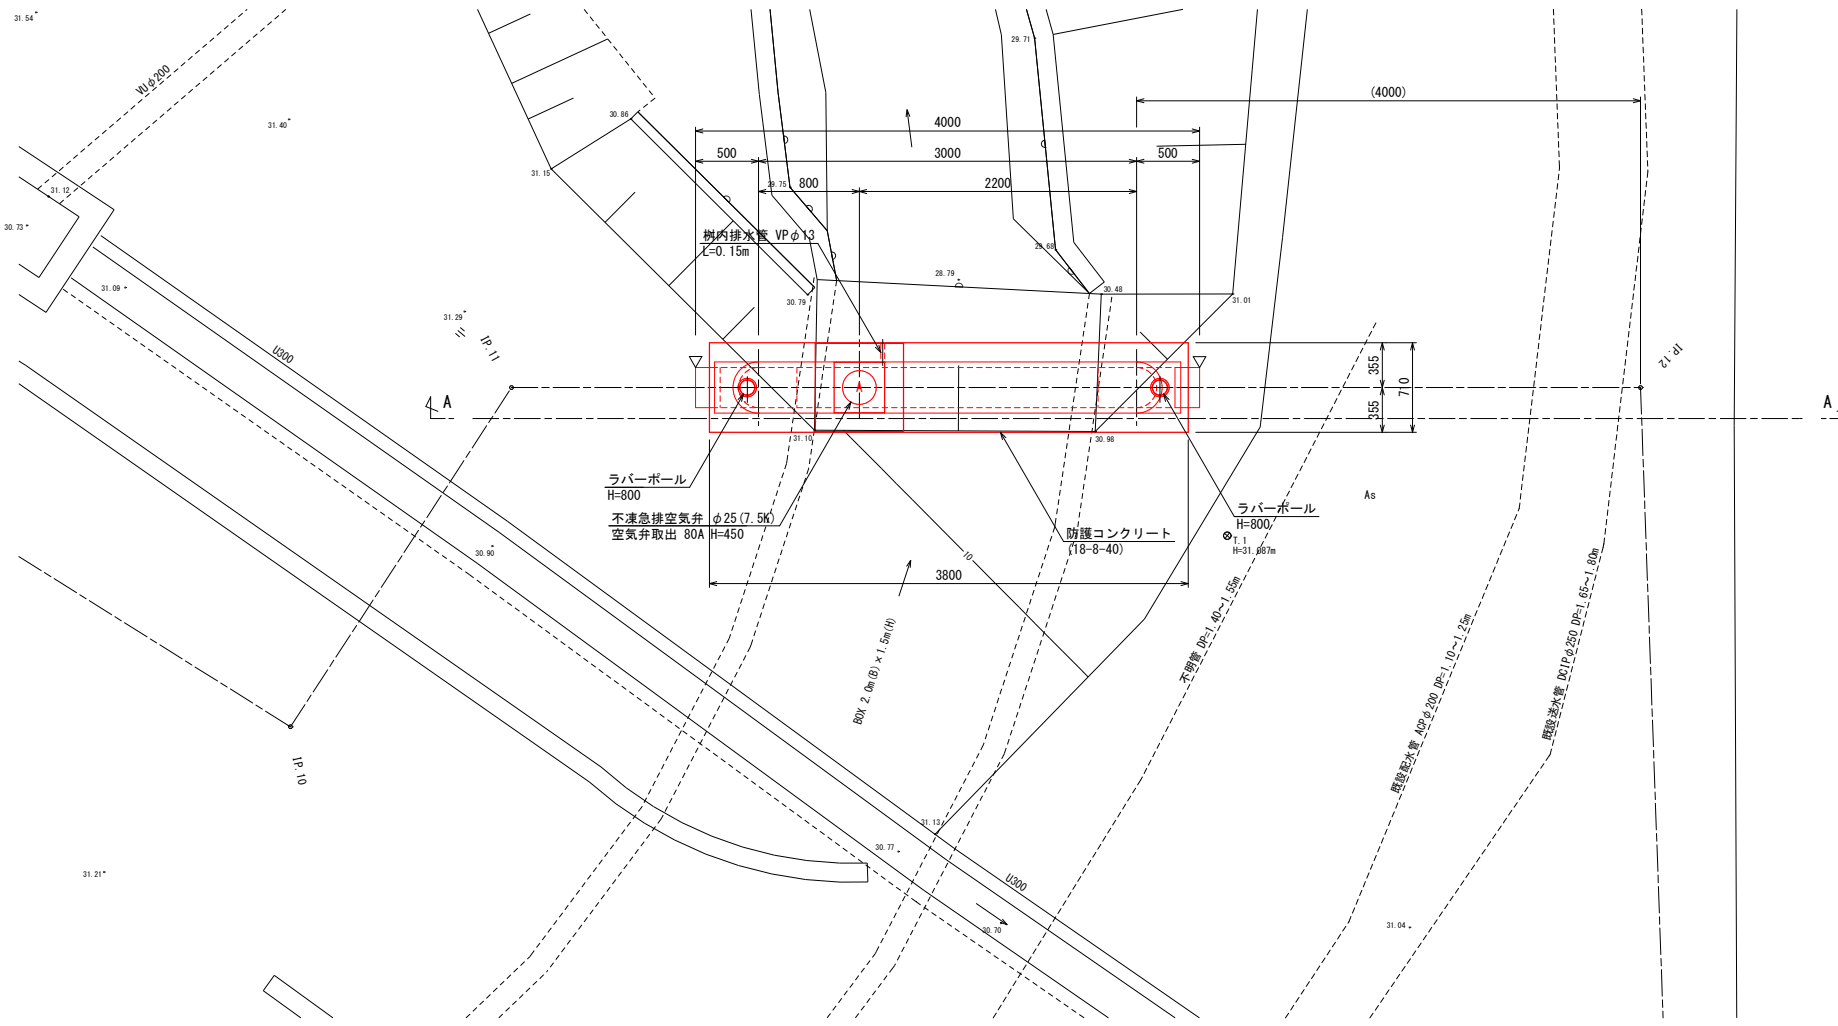 31.54
VUφ200
31.40
29.71
(4000)
30.86
4000
500
3000
500
31.15
29.75
800
2200
31.12
30.73
桝内排水管 VPφ13
L=0.15m
29.68
28.79
31.09
30.79
30.48
31.01
31.29
IP.11
U300
IP.12
355
710
355
A
A
A
31.10
30.98
ラバーポール
H=800
不凍急排空気弁 φ25(7.5K)
空気弁取出 80A H=450
As
ラバーポール
H=800
防護コンクリート
(18-8-40)
T.1
H=31.087m
30.90
10
3800
BOX 2.0m(B)×1.5m(H)
不明管 DP=1.40～1.55m
既設配水管 ACPφ200 DP=1.10～1.25m
既設送水管 DCIPφ250 DP=1.65～1.80m
IP.10
31.13
30.77
31.21
U300
30.70
31.04